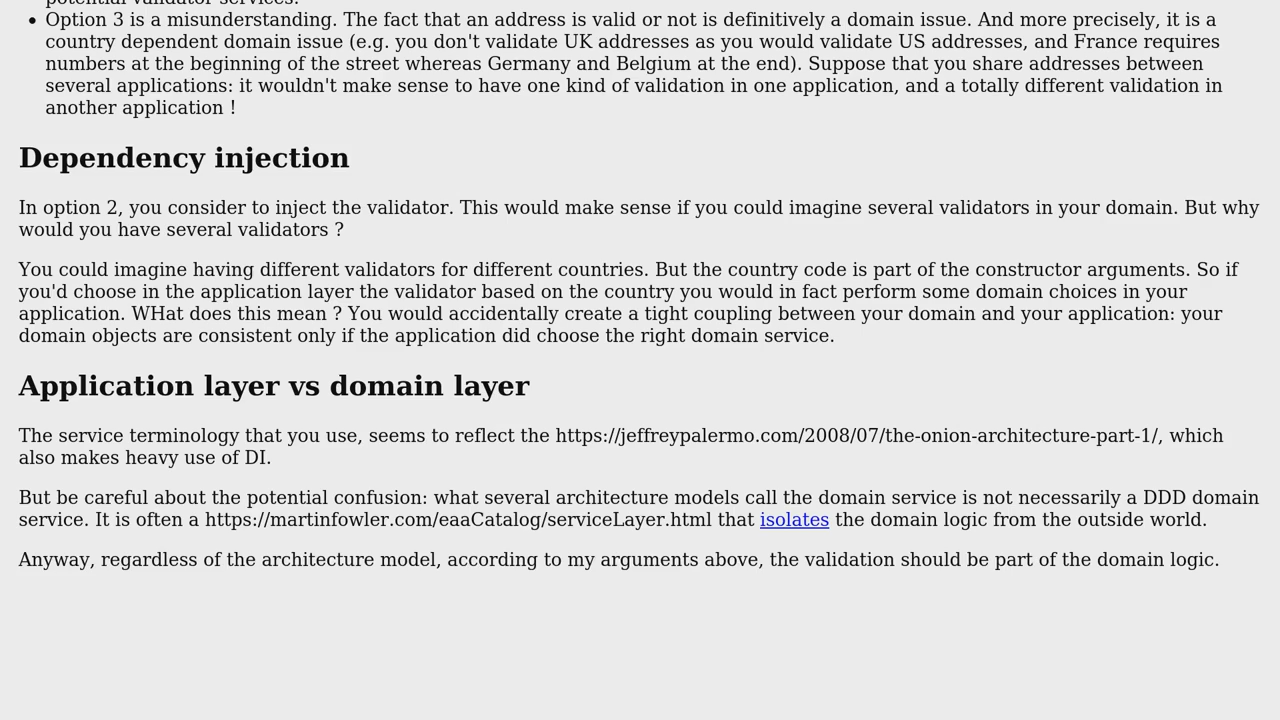 potential validator services.
• Option 3 is a misunderstanding. The fact that an address is valid or not is definitively a domain issue. And more precisely, it is a
country dependent domain issue (e.g. you don't validate UK addresses as you would validate US addresses, and France requires
numbers at the beginning of the street whereas Germany and Belgium at the end). Suppose that you share addresses between
several applications: it wouldn't make sense to have one kind of validation in one application, and a totally different validation in
another application !
Dependency injection
In option 2, you consider to inject the validator. This would make sense if you could imagine several validators in your domain. But why
would you have several validators ?
You could imagine having different validators for different countries. But the country code is part of the constructor arguments. So if
you'd choose in the application layer the validator based on the country you would in fact perform some domain choices in your
application. WHat does this mean ? You would accidentally create a tight coupling between your domain and your application: your
domain objects are consistent only if the application did choose the right domain service.
Application layer vs domain layer
The service terminology that you use, seems to reflect the https://jeffreypalermo.com/2008/07/the-onion-architecture-part-1/, which
also makes heavy use of DI.
But be careful about the potential confusion: what several architecture models call the domain service is not necessarily a DDD domain
service. It is often a https://martinfowler.com/eaaCatalog/serviceLayer.html that isolates the domain logic from the outside world.
Anyway, regardless of the architecture model, according to my arguments above, the validation should be part of the domain logic.